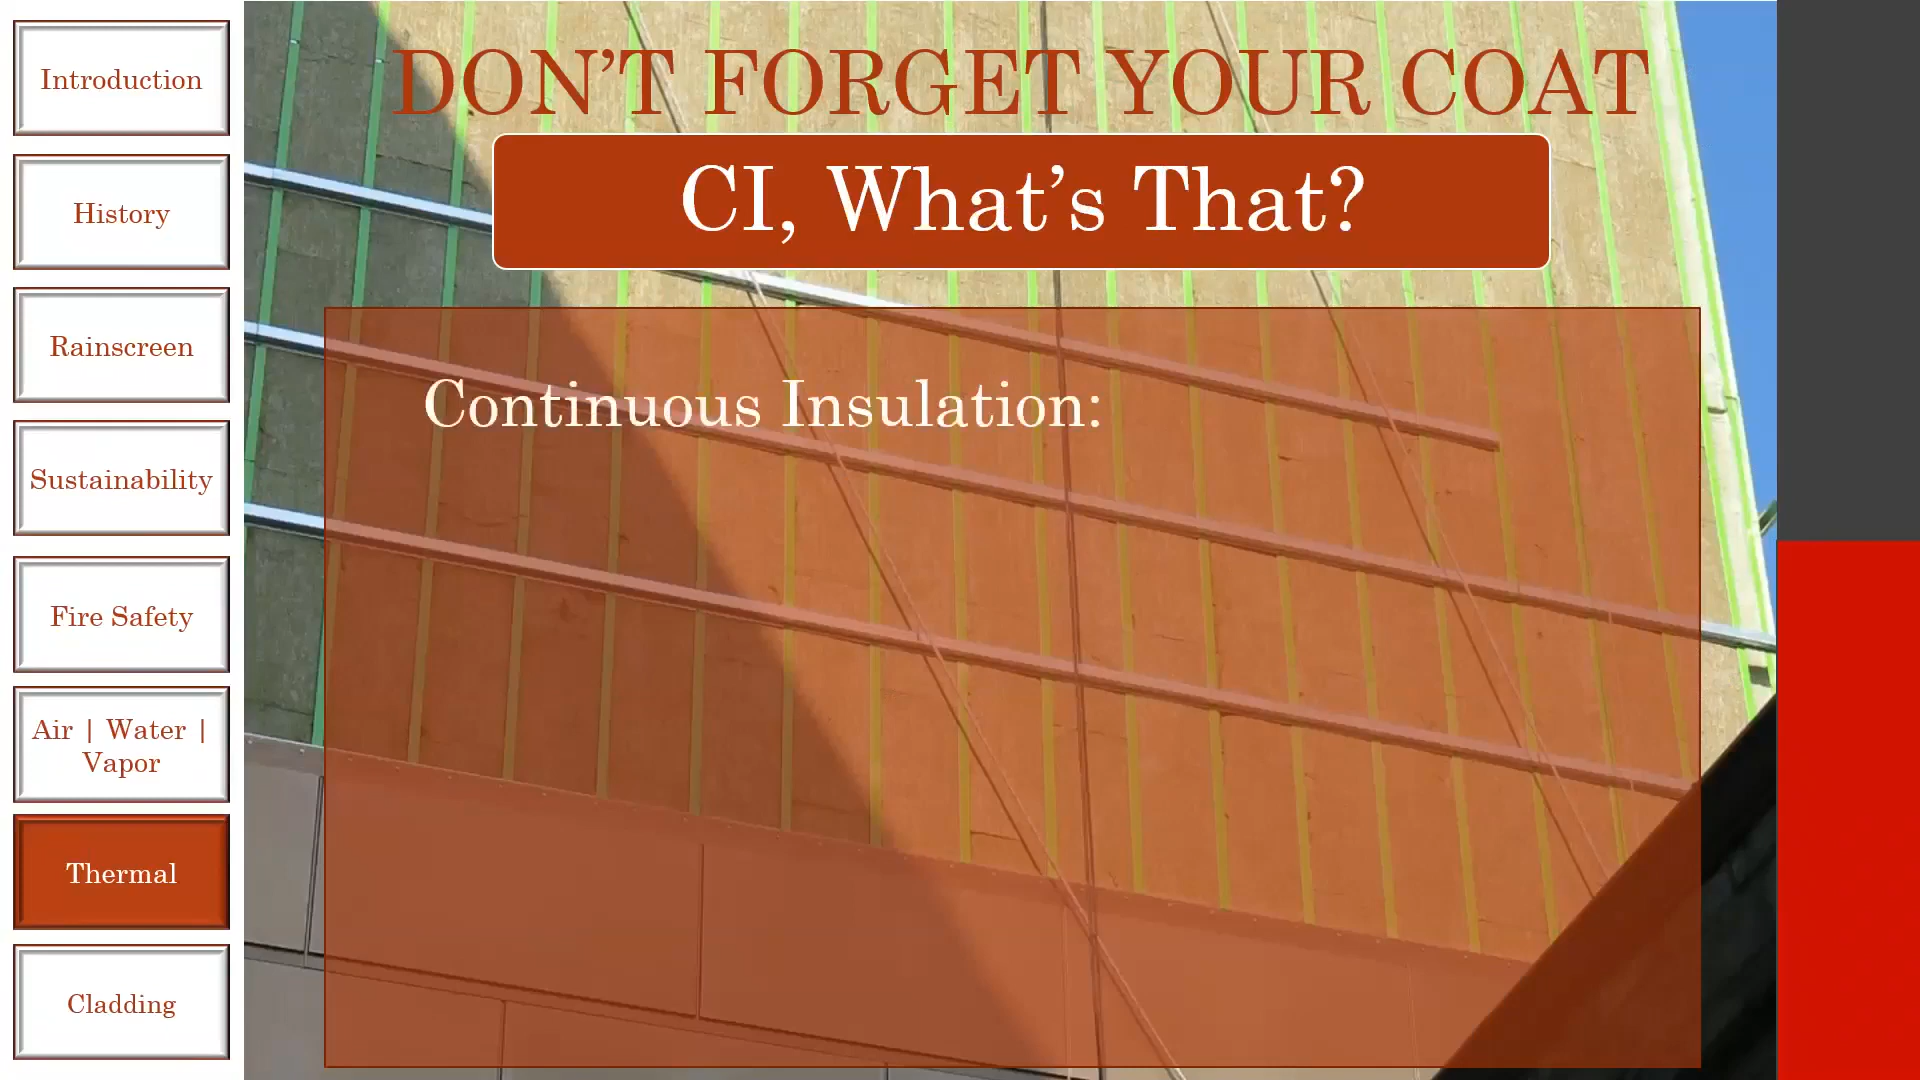 Introduction
History
Rainscreen
Sustainability
Fire Safety
Air | Water |
Vapor
Thermal
Cladding
DON’T FORGET YOUR COAT
CI, What’s That?
Continuous Insulation: